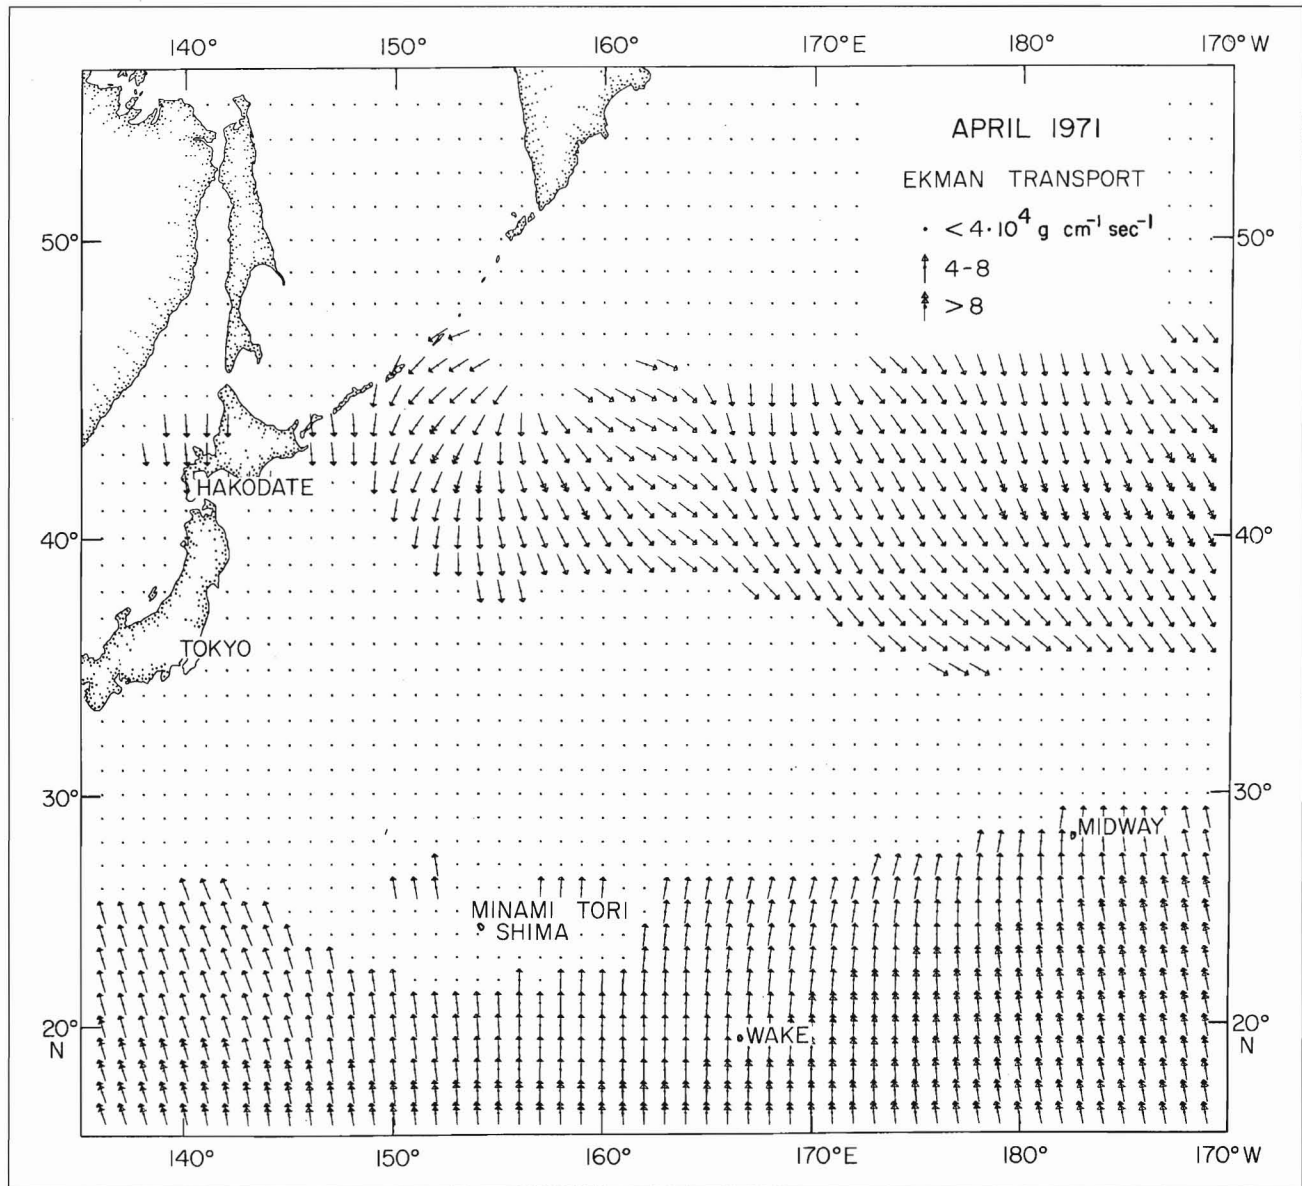 140° 150° 160° 170°E 180° 170°W
APRIL 1971
EKMAN TRANSPORT
· < 4·10⁴ g cm⁻¹ sec⁻¹
4-8
>8
50° 50°
HAKODATE
40° 40°
TOKYO
30° 30°
MIDWAY
MINAMI TORI
SHIMA
20° 20°
WAKE
N N
140° 150° 160° 170°E 180° 170°W